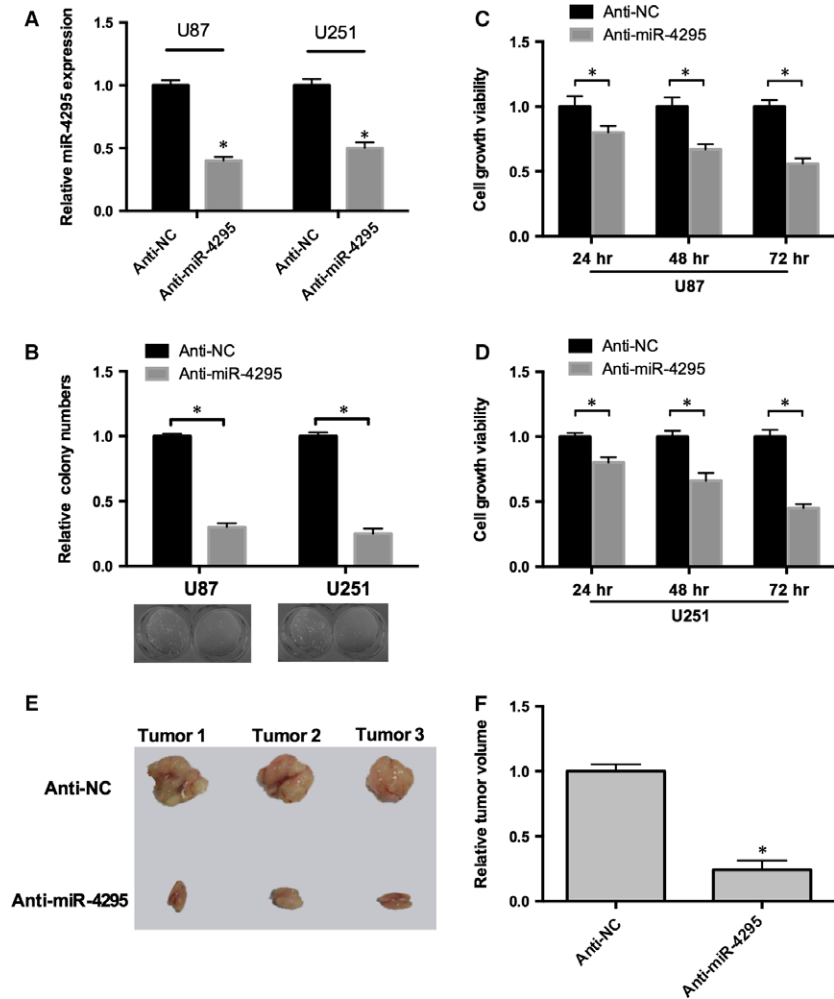 A
U87 U251
Relative miR-4295 expression
1.5
1.0
0.5
0.0
*
*
Anti-NC
Anti-miR-4295
Anti-NC
Anti-miR-4295
C
Anti-NC
Anti-miR-4295
Cell growth viability
1.5
1.0
0.5
0.0
* * *
24 hr 48 hr 72 hr
U87
B
Anti-NC
Anti-miR-4295
Relative colony numbers
1.5
1.0
0.5
0.0
* *
U87 U251
D
Anti-NC
Anti-miR-4295
Cell growth viability
1.5
1.0
0.5
0.0
* * *
24 hr 48 hr 72 hr
U251
E
Tumor 1 Tumor 2 Tumor 3
Anti-NC
Anti-miR-4295
F
Relative tumor volume
1.5
1.0
0.5
0.0
*
Anti-NC
Anti-miR-4295